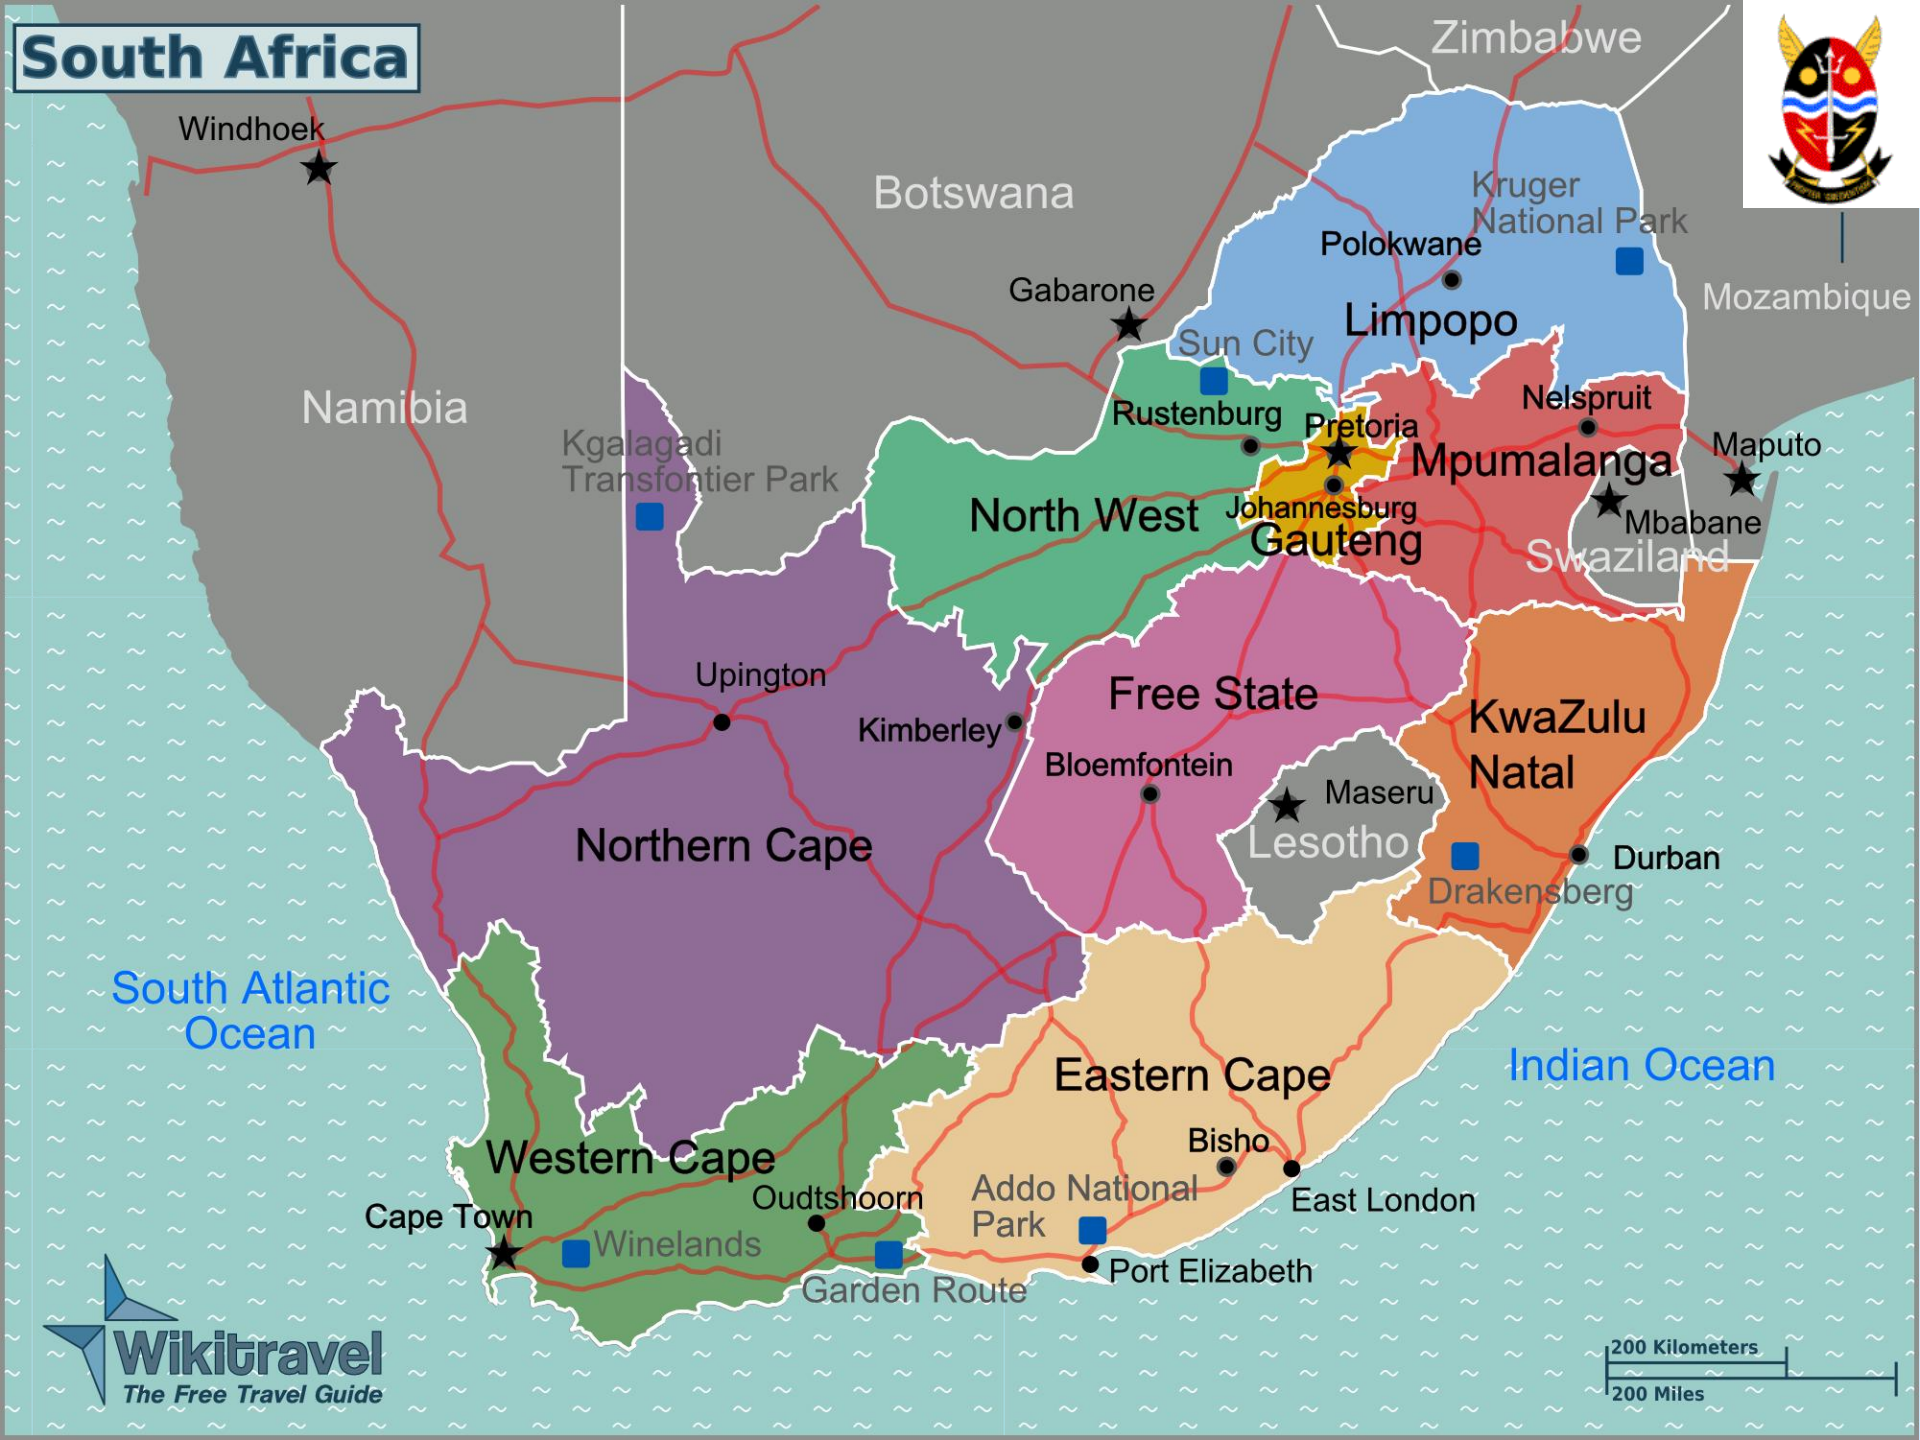 South Africa
Zimbabwe
Windhoek
Botswana
Kruger
National Park
Polokwane
Gabarone
Mozambique
Limpopo
Sun City
Namibia
Nelspruit
Rustenburg
Pretoria
Kgalagadi
Transfontier Park
Maputo
Mpumalanga
North West
Johannesburg
Mbabane
Gauteng
Swaziland
Upington
Free State
KwaZulu
Natal
Kimberley
Bloemfontein
Maseru
Northern Cape
Lesotho
Durban
Drakensberg
South Atlantic
Ocean
Indian Ocean
Eastern Cape
Bisho
Western Cape
Oudtshoorn
Addo National
Park
East London
Cape Town
Winelands
Port Elizabeth
Garden Route
Wikitravel
The Free Travel Guide
200 Kilometers
200 Miles